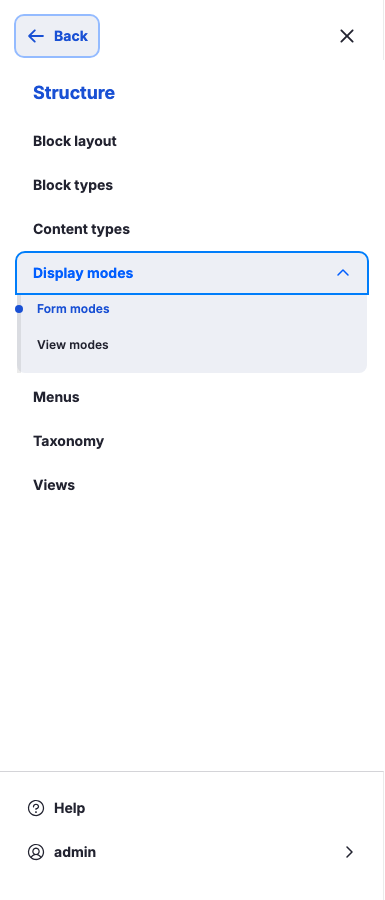 Back
Structure
Block layout
Block types
Content types
Display modes
Form modes
View modes
Menus
Taxonomy
Views
Help
admin